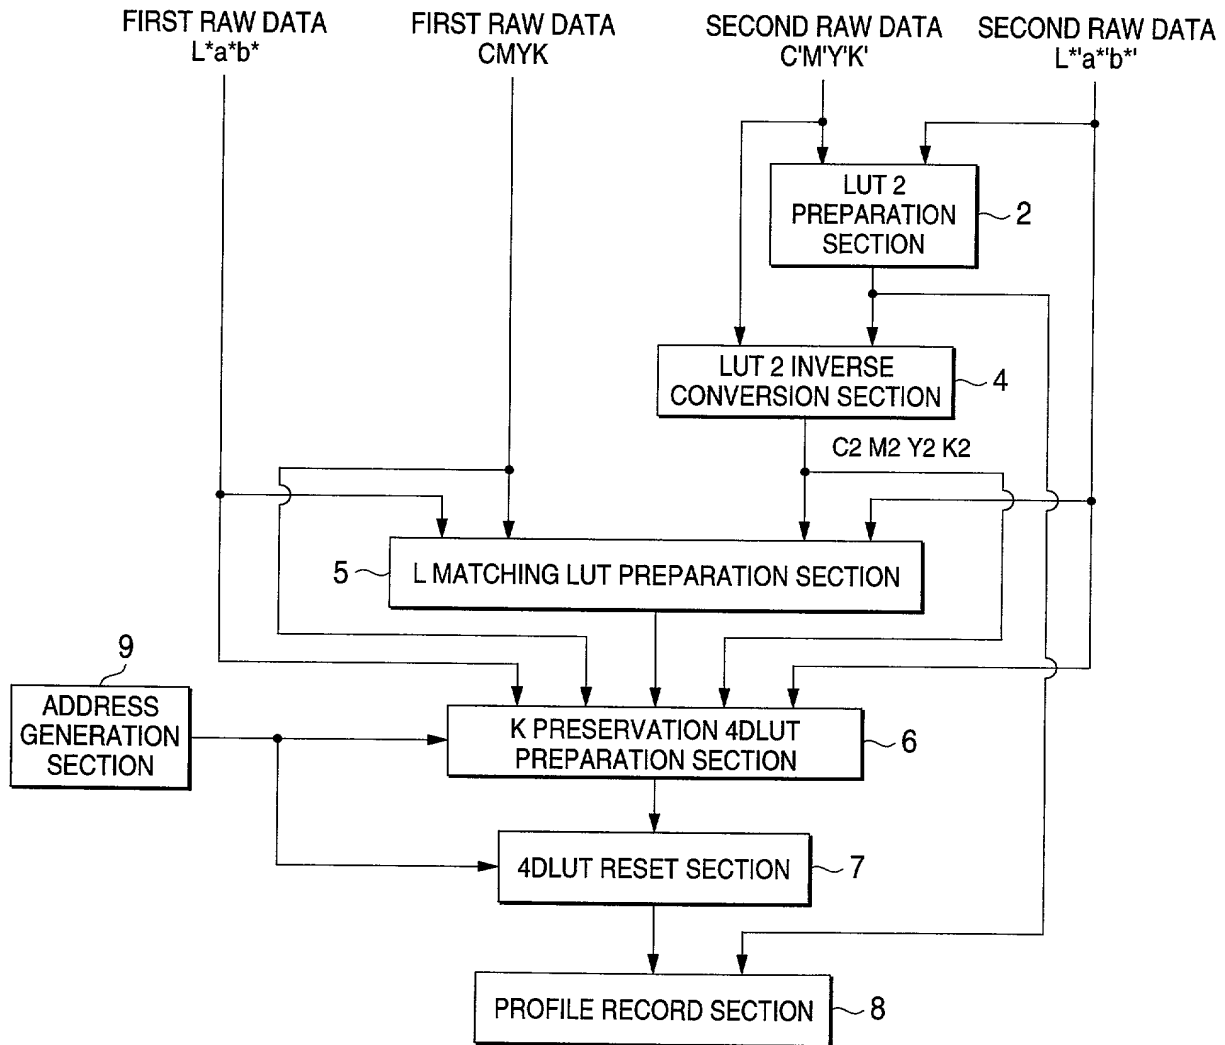 FIRST RAW DATA
L*a*b*
FIRST RAW DATA
CMYK
SECOND RAW DATA
C'M'Y'K'
SECOND RAW DATA
L*'a*'b*'
LUT 2
PREPARATION
SECTION
2
LUT 2 INVERSE
CONVERSION SECTION
4
C2 M2 Y2 K2
5
L MATCHING LUT PREPARATION SECTION
9
ADDRESS
GENERATION
SECTION
K PRESERVATION 4DLUT
PREPARATION SECTION
6
4DLUT RESET SECTION
7
PROFILE RECORD SECTION
8